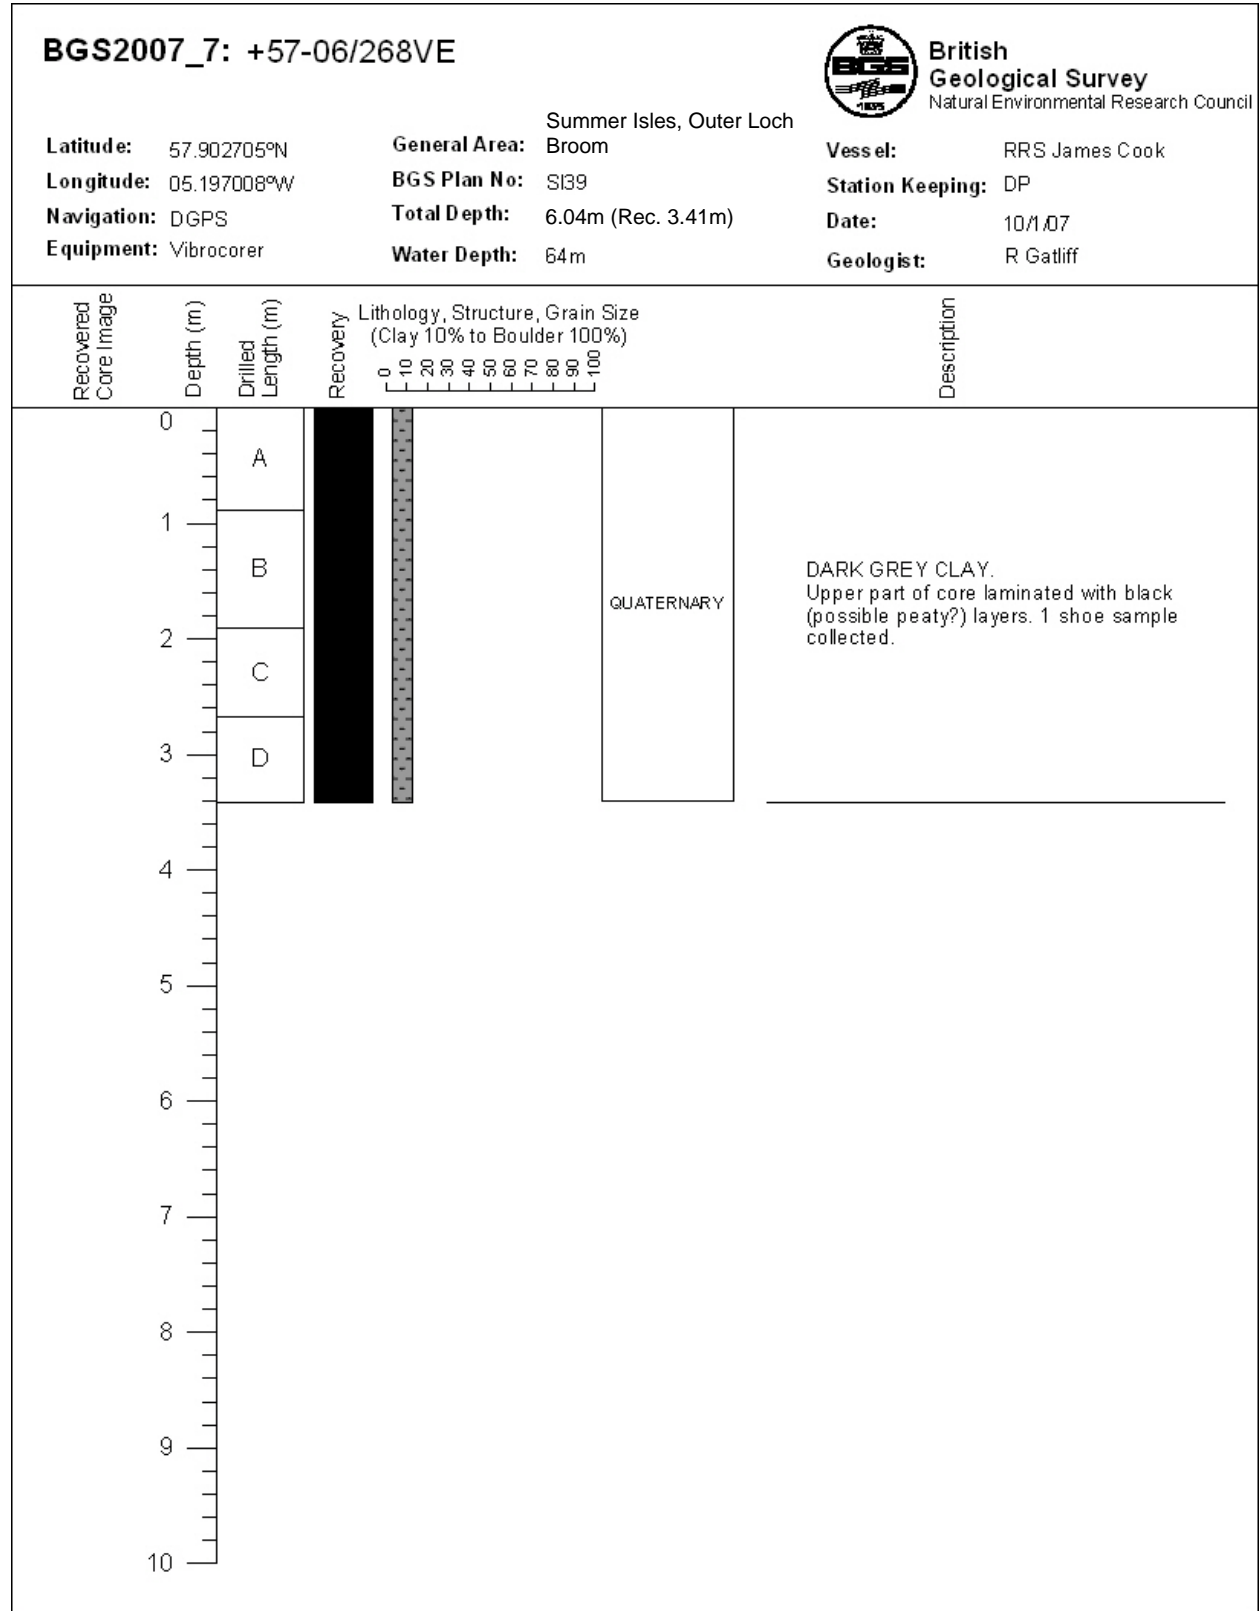 BGS2007_7: +57-06/268VE
BGS
1835
British
Geological Survey
Natural Environmental Research Council
Latitude: 57.902705ºN
Longitude: 05.197008ºW
Navigation: DGPS
Equipment: Vibrocorer
General Area: Summer Isles, Outer Loch
Broom
BGS Plan No: SI39
Total Depth: 6.04m (Rec. 3.41m)
Water Depth: 64m
Vessel: RRS James Cook
Station Keeping: DP
Date: 10/1/07
Geologist: R Gatliff
Recovered
Core Image
Depth (m)
Drilled
Length (m)
Recovery
Lithology, Structure, Grain Size
(Clay 10% to Boulder 100%)
0 10 20 30 40 50 60 70 80 90 100
Description
0
A
1
B
QUATERNARY
DARK GREY CLAY.
Upper part of core laminated with black
(possible peaty?) layers. 1 shoe sample
collected.
2
C
3
D
4
5
6
7
8
9
10